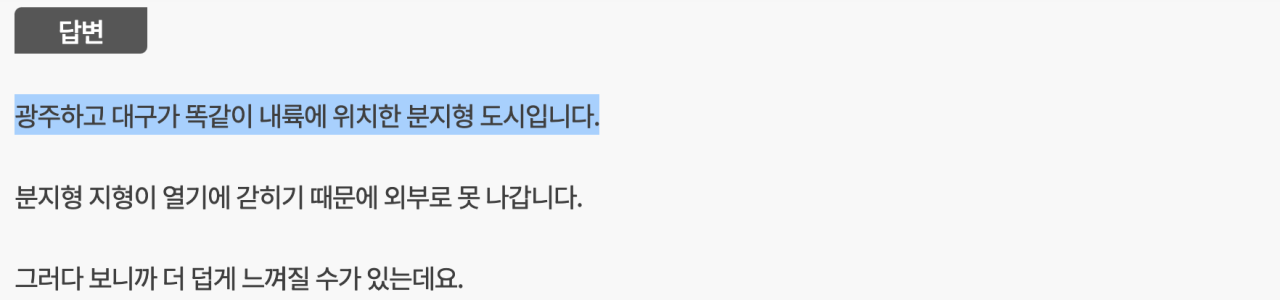 답변
광주하고 대구가 똑같이 내륙에 위치한 분지형 도시입니다.
분지형 지형이 열기에 갇히기 때문에 외부로 못 나갑니다.
그러다 보니까 더 덥게 느껴질 수가 있는데요.